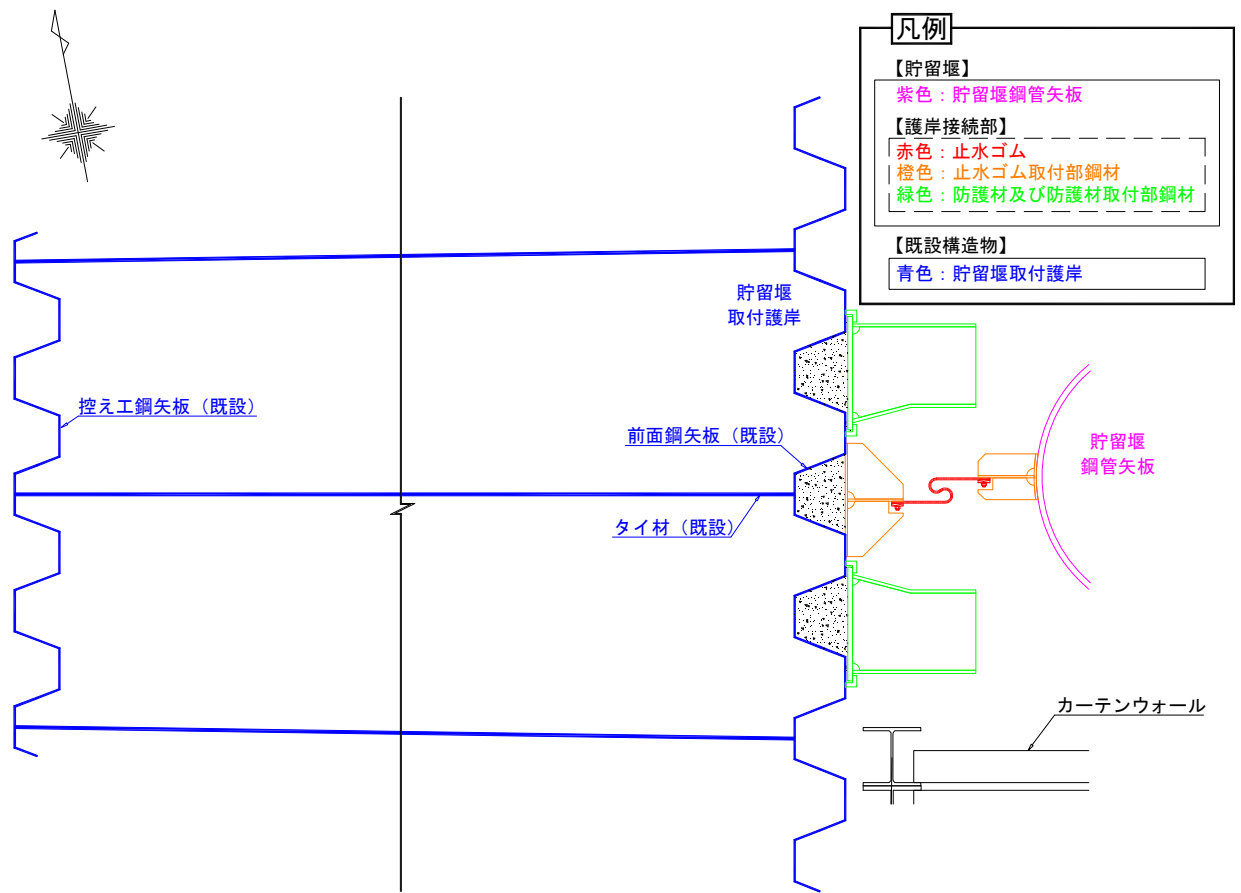 凡例
【貯留堰】
紫色：貯留堰鋼管矢板
【護岸接続部】
赤色：止水ゴム
橙色：止水ゴム取付部鋼材
緑色：防護材及び防護材取付部鋼材
【既設構造物】
青色：貯留堰取付護岸
貯留堰
取付護岸
控え工鋼矢板（既設）
前面鋼矢板（既設）
貯留堰
鋼管矢板
タイ材（既設）
カーテンウォール